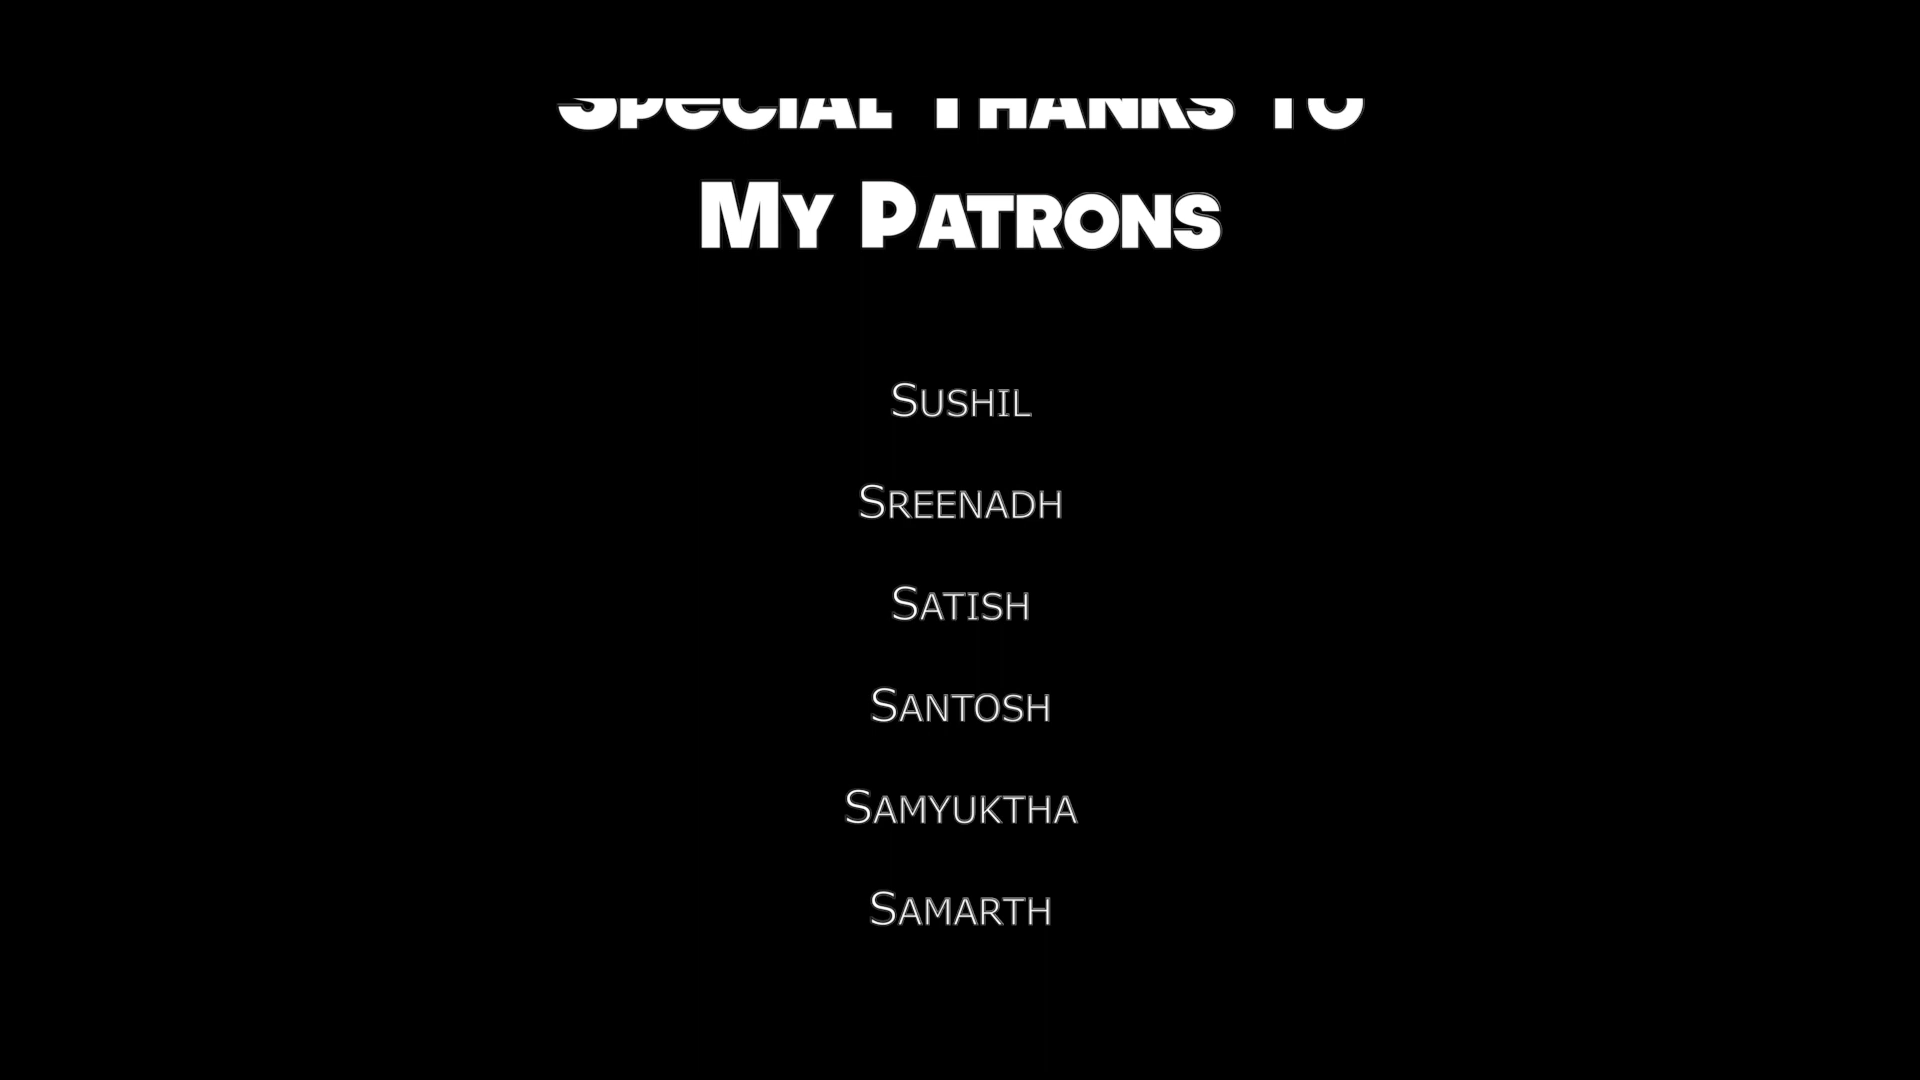 Special Thanks To
My Patrons
Sushil
Sreenadh
Satish
Santosh
Samyuktha
Samarth